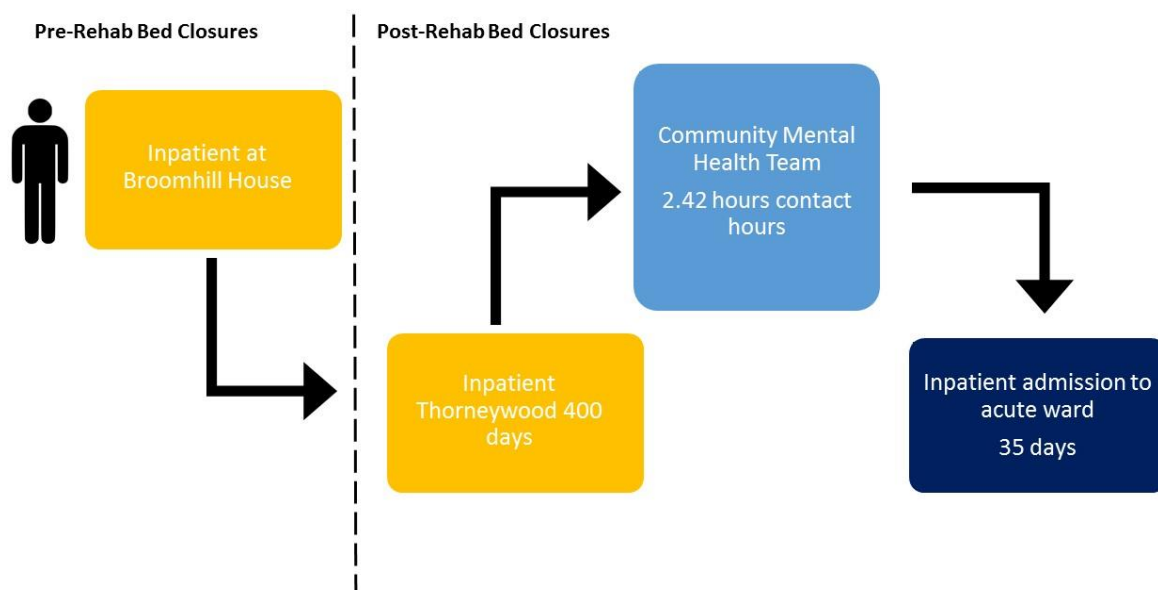 Pre-Rehab Bed Closures
Post-Rehab Bed Closures
Inpatient at
Broomhill House
Community Mental
Health Team
2.42 hours contact
hours
Inpatient
Thorneywood 400
days
Inpatient admission to
acute ward
35 days